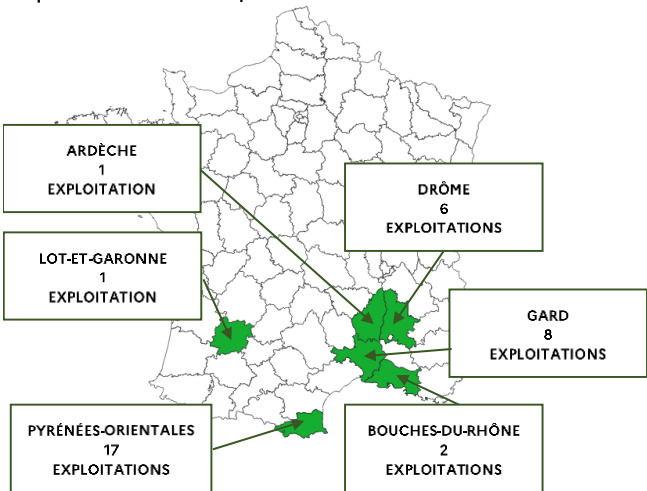 ARDÈCHE
1
EXPLOITATION
DRÔME
6
EXPLOITATIONS
LOT-ET-GARONNE
1
EXPLOITATION
GARD
8
EXPLOITATIONS
PYRÉNÉES-ORIENTALES
17
EXPLOITATIONS
BOUCHES-DU-RHÔNE
2
EXPLOITATIONS